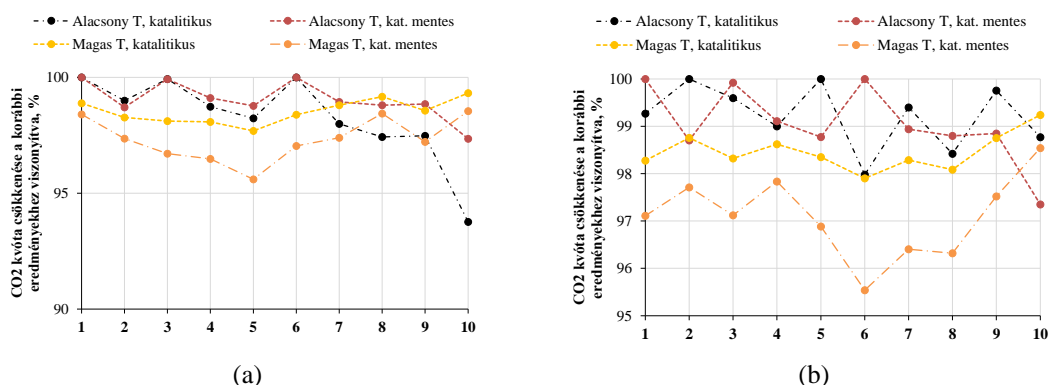 Alacsony T, katalitikus
Alacsony T, kat. mentes
Magas T, katalitikus
Magas T, kat. mentes
CO2 kvóta csökkenése a korábbi
eredményekhez viszonyítva, %
100
95
90
1 2 3 4 5 6 7 8 9 10
(a)
Alacsony T, katalitikus
Alacsony T, kat. mentes
Magas T, katalitikus
Magas T, kat. mentes
CO2 kvóta csökkenése a korábbi
eredményekhez viszonyítva, %
100
99
98
97
96
95
1 2 3 4 5 6 7 8 9 10
(b)